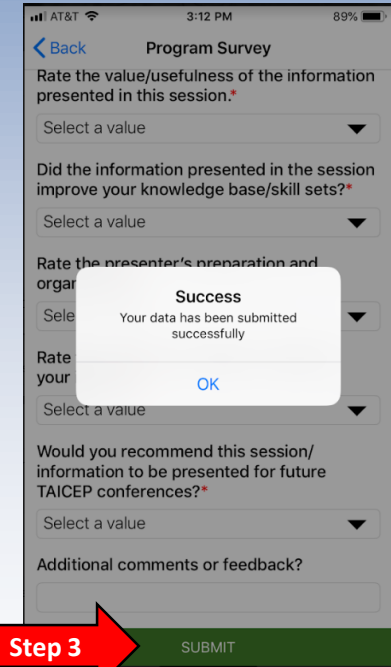 AT&T 3:12 PM 89%
Back Program Survey
Rate the value/usefulness of the information
presented in this session.*
Select a value
Did the information presented in the session
improve your knowledge base/skill sets?*
Select a value
Rate the presenter's preparation and
orgar
Sele
Success
Your data has been submitted
successfully
OK
Rate
your
Select a value
Would you recommend this session/
information to be presented for future
TAICEP conferences?*
Select a value
Additional comments or feedback?
Step 3 SUBMIT